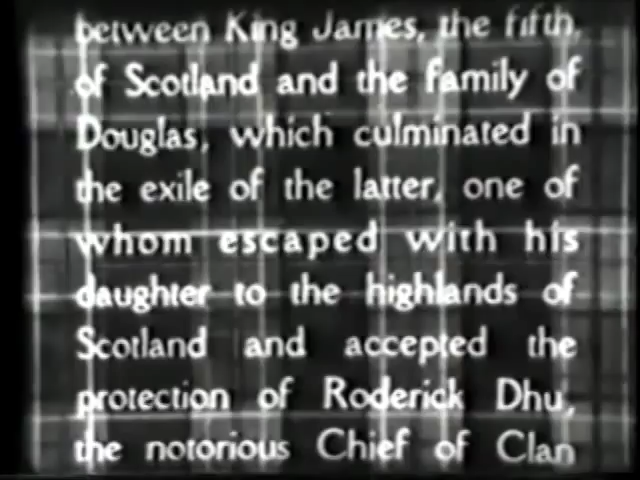 between King James, the fifth,
of Scotland and the family of
Douglas, which culminated in
the exile of the latter, one of
whom escaped with his
daughter to the highlands of
Scotland and accepted the
protection of Roderick Dhu,
the notorious Chief of Clan